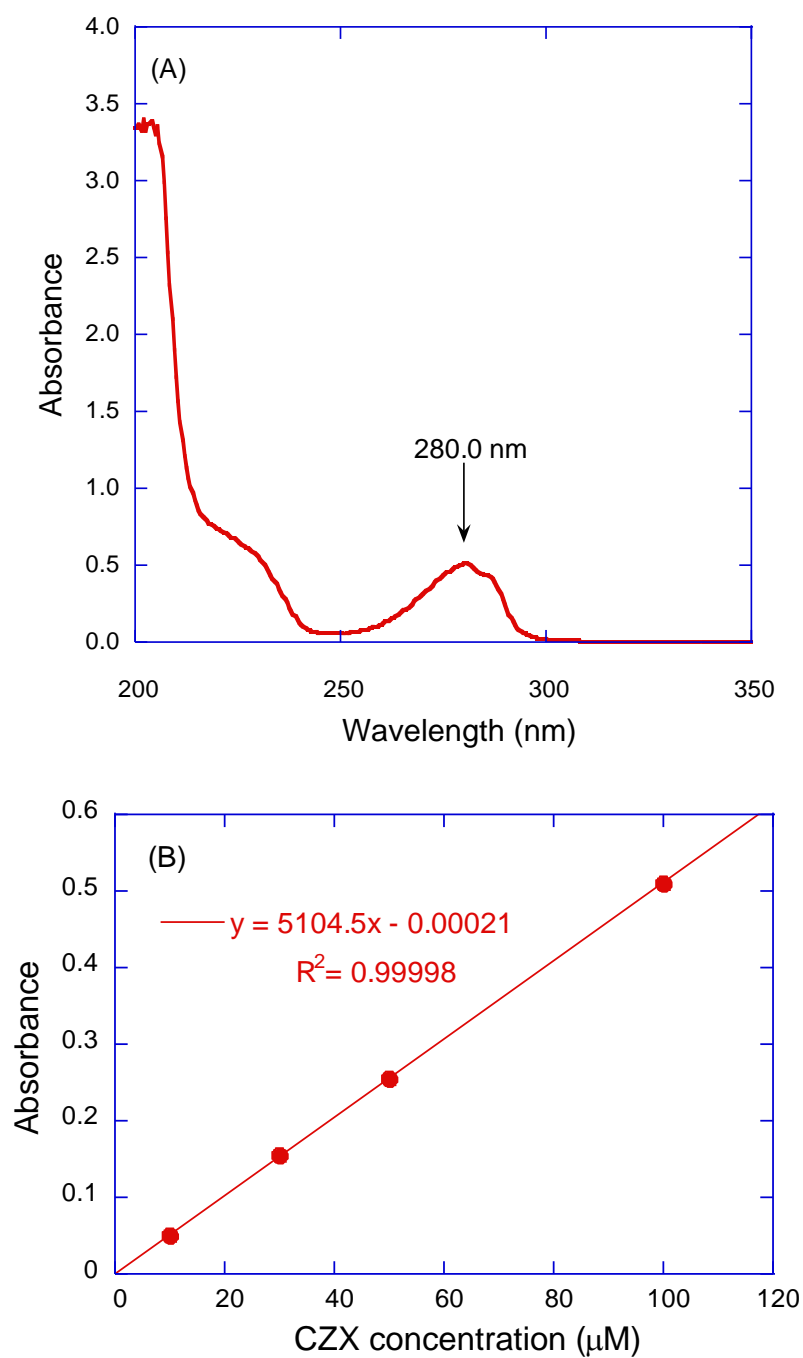 (A)
4.0
3.5
3.0
2.5
2.0
1.5
1.0
0.5
0.0
Absorbance
280.0 nm
200 250 300 350
Wavelength (nm)
(B)
0.6
0.5
0.4
0.3
0.2
0.1
0
Absorbance
y = 5104.5x - 0.00021
R²= 0.99998
0 20 40 60 80 100 120
CZX concentration (μM)